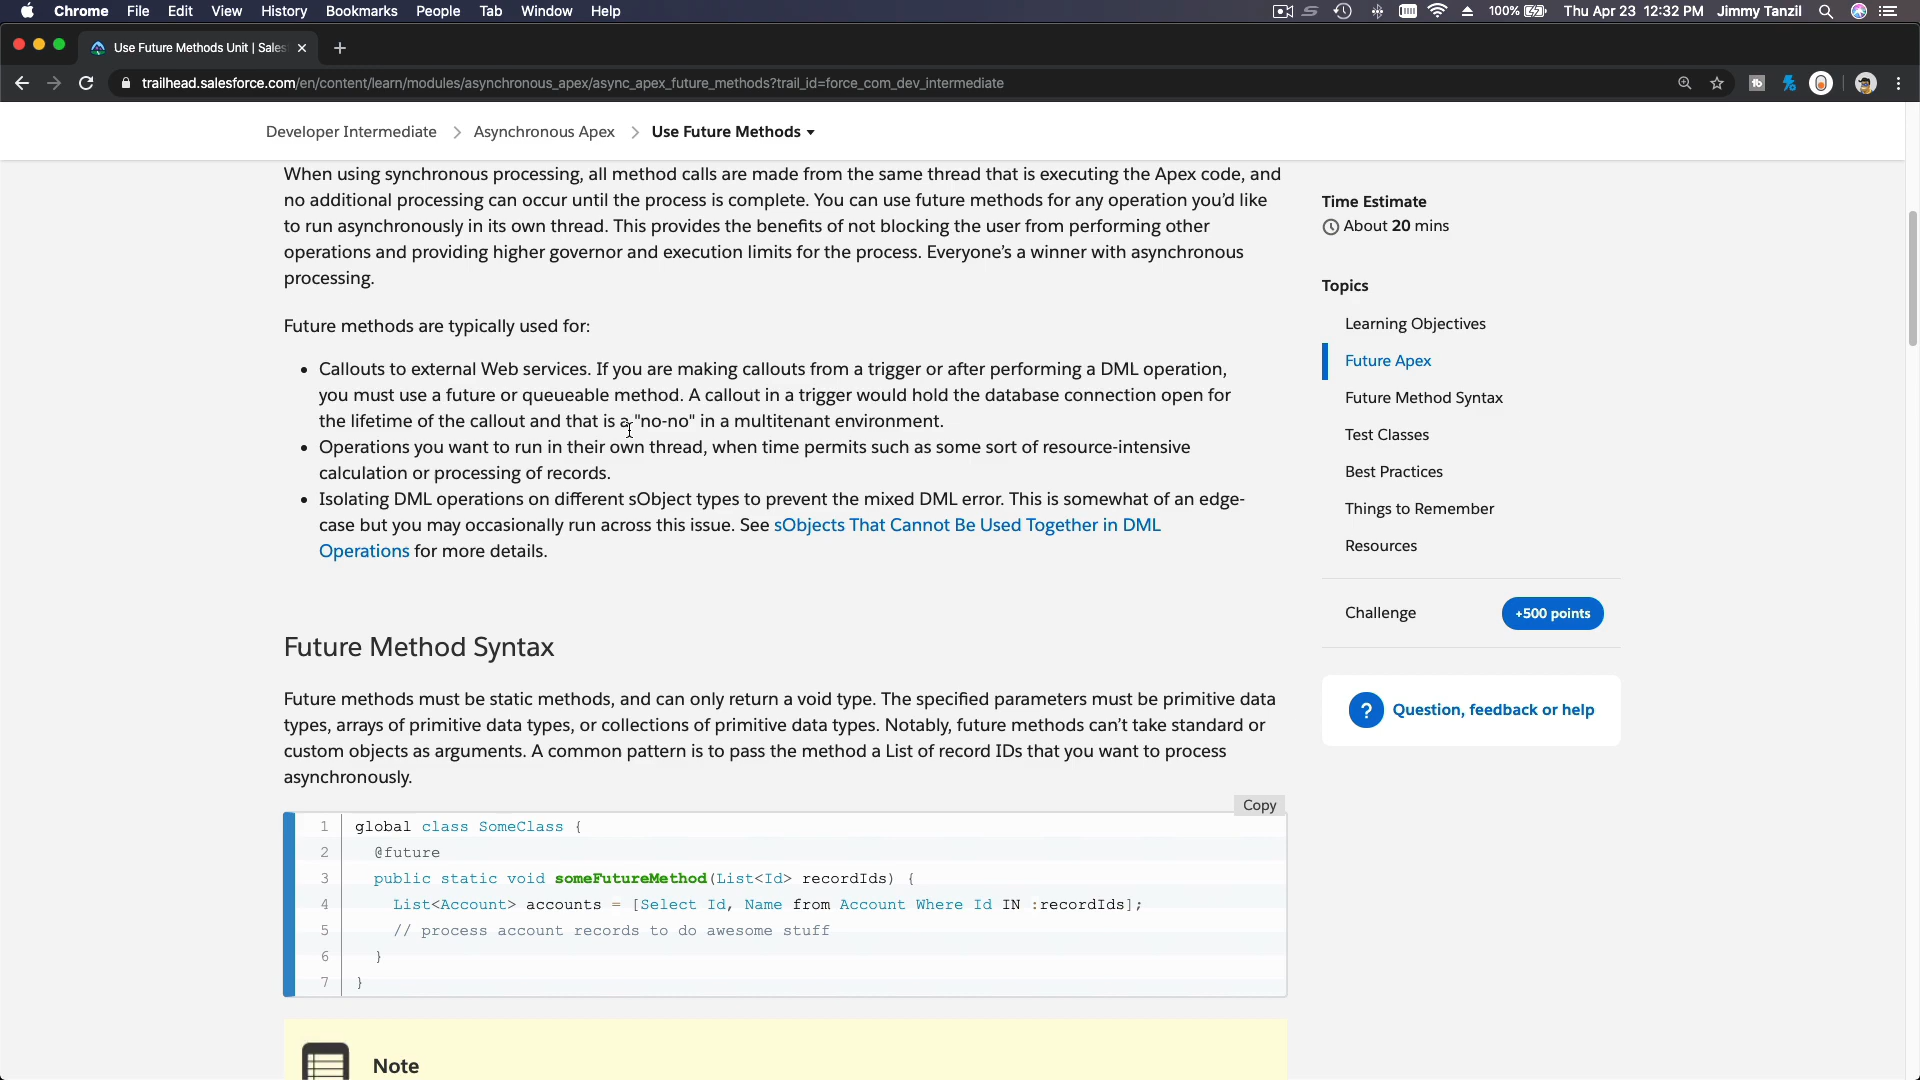 Chrome File Edit View History Bookmarks People Tab Window Help 100% Thu Apr 23 12:32 PM Jimmy Tanzil
Use Future Methods Unit | Sales
trailhead.salesforce.com/en/content/learn/modules/asynchronous_apex/async_apex_future_methods?trail_id=force_com_dev_intermediate
Developer Intermediate > Asynchronous Apex > Use Future Methods
When using synchronous processing, all method calls are made from the same thread that is executing the Apex code, and
no additional processing can occur until the process is complete. You can use future methods for any operation you’d like
to run asynchronously in its own thread. This provides the benefits of not blocking the user from performing other
operations and providing higher governor and execution limits for the process. Everyone’s a winner with asynchronous
processing.
Future methods are typically used for:
• Callouts to external Web services. If you are making callouts from a trigger or after performing a DML operation,
you must use a future or queueable method. A callout in a trigger would hold the database connection open for
the lifetime of the callout and that is a "no-no" in a multitenant environment.
• Operations you want to run in their own thread, when time permits such as some sort of resource-intensive
calculation or processing of records.
• Isolating DML operations on different sObject types to prevent the mixed DML error. This is somewhat of an edge-
case but you may occasionally run across this issue. See sObjects That Cannot Be Used Together in DML
Operations for more details.
Future Method Syntax
Future methods must be static methods, and can only return a void type. The specified parameters must be primitive data
types, arrays of primitive data types, or collections of primitive data types. Notably, future methods can’t take standard or
custom objects as arguments. A common pattern is to pass the method a List of record IDs that you want to process
asynchronously.
Copy
1 global class SomeClass {
2 @future
3 public static void someFutureMethod(List<Id> recordIds) {
4 List<Account> accounts = [Select Id, Name from Account Where Id IN :recordIds];
5 // process account records to do awesome stuff
6 }
7 }
Note
Time Estimate
About 20 mins
Topics
Learning Objectives
Future Apex
Future Method Syntax
Test Classes
Best Practices
Things to Remember
Resources
Challenge +500 points
? Question, feedback or help